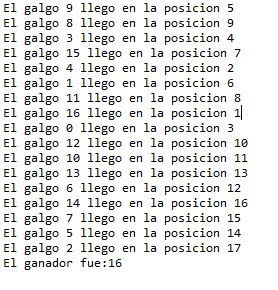 El galgo 9 llego en la posicion 5
El galgo 8 llego en la posicion 9
El galgo 3 llego en la posicion 4
El galgo 15 llego en la posicion 7
El galgo 4 llego en la posicion 2
El galgo 1 llego en la posicion 6
El galgo 11 llego en la posicion 8
El galgo 16 llego en la posicion 1
El galgo 0 llego en la posicion 3
El galgo 12 llego en la posicion 10
El galgo 10 llego en la posicion 11
El galgo 13 llego en la posicion 13
El galgo 6 llego en la posicion 12
El galgo 14 llego en la posicion 16
El galgo 7 llego en la posicion 15
El galgo 5 llego en la posicion 14
El galgo 2 llego en la posicion 17
El ganador fue:16